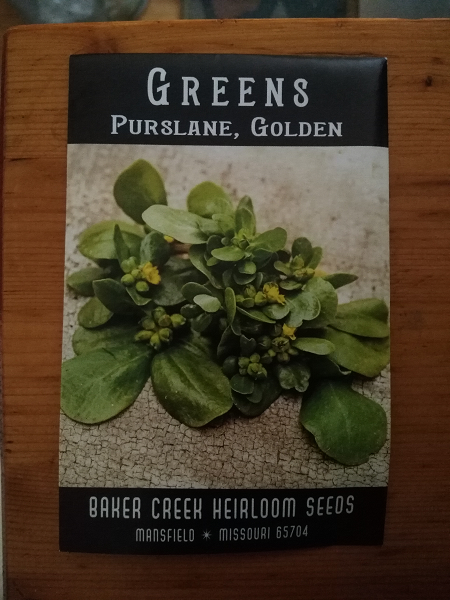 GREENS
PURSLANE, GOLDEN
BAKER CREEK HEIRLOOM SEEDS
MANSFIELD ✷ MISSOURI 65704